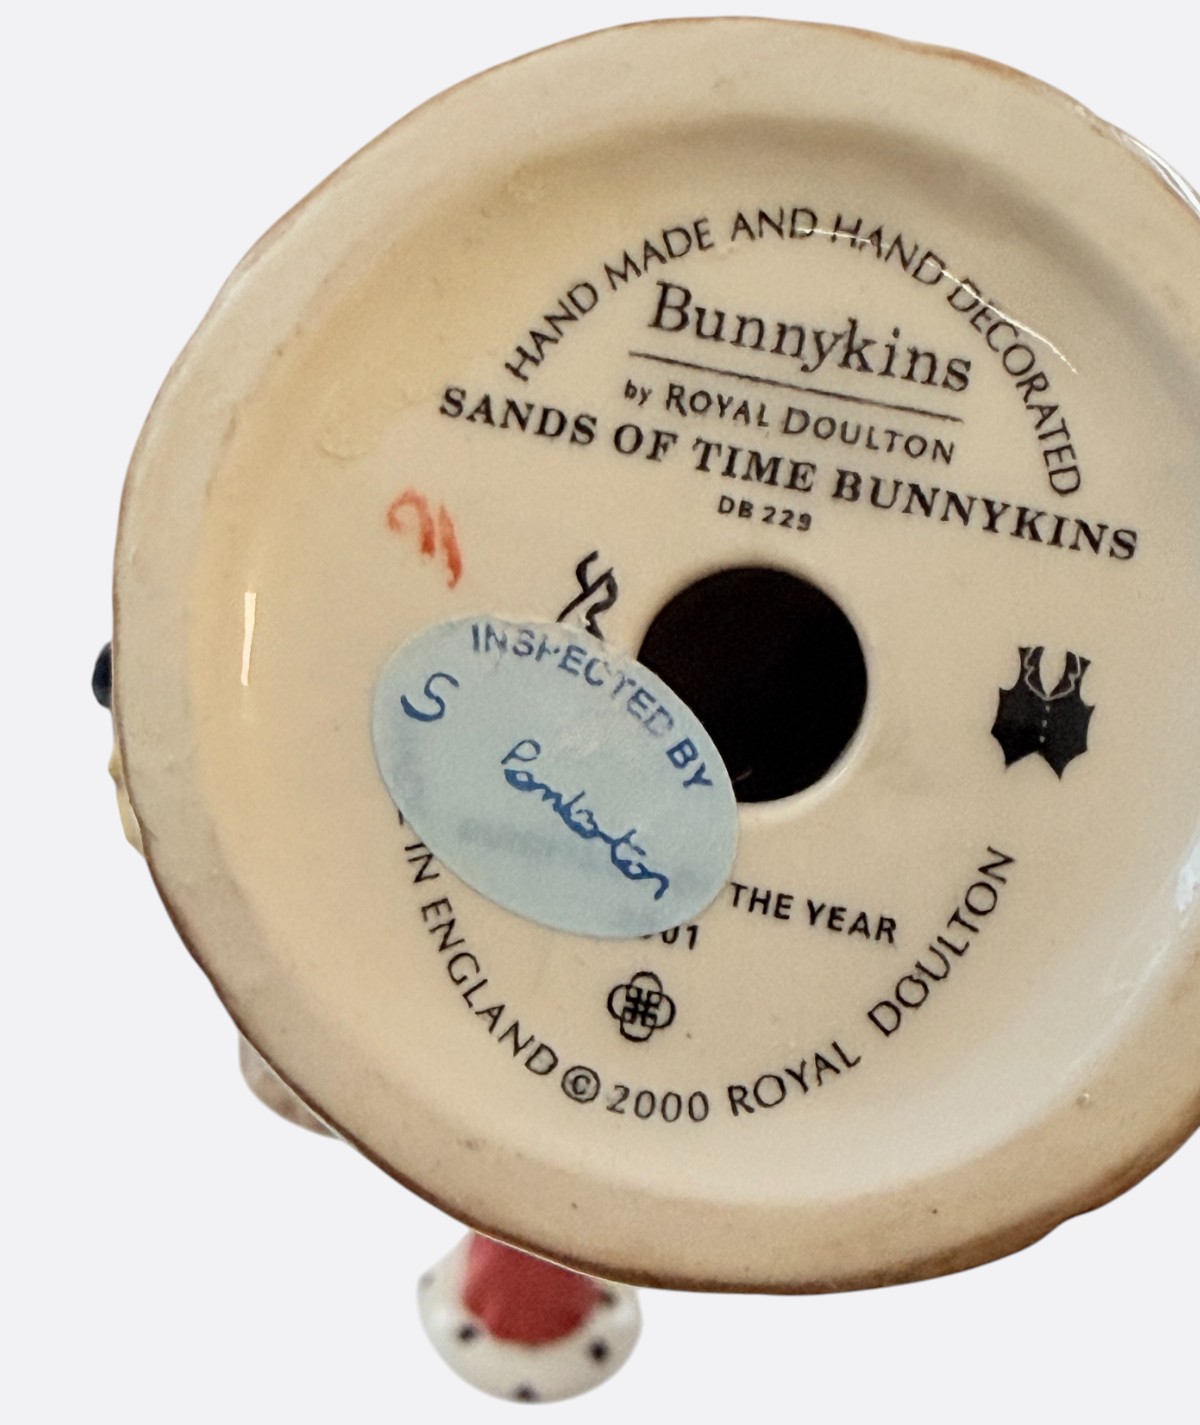 HAND MADE AND HAND DECORATED
Bunnykins
by ROYAL DOULTON
SANDS OF TIME BUNNYKINS
DB 229
INSPECTED BY
S
THE YEAR
01
IN ENGLAND © 2000 ROYAL DOULTON